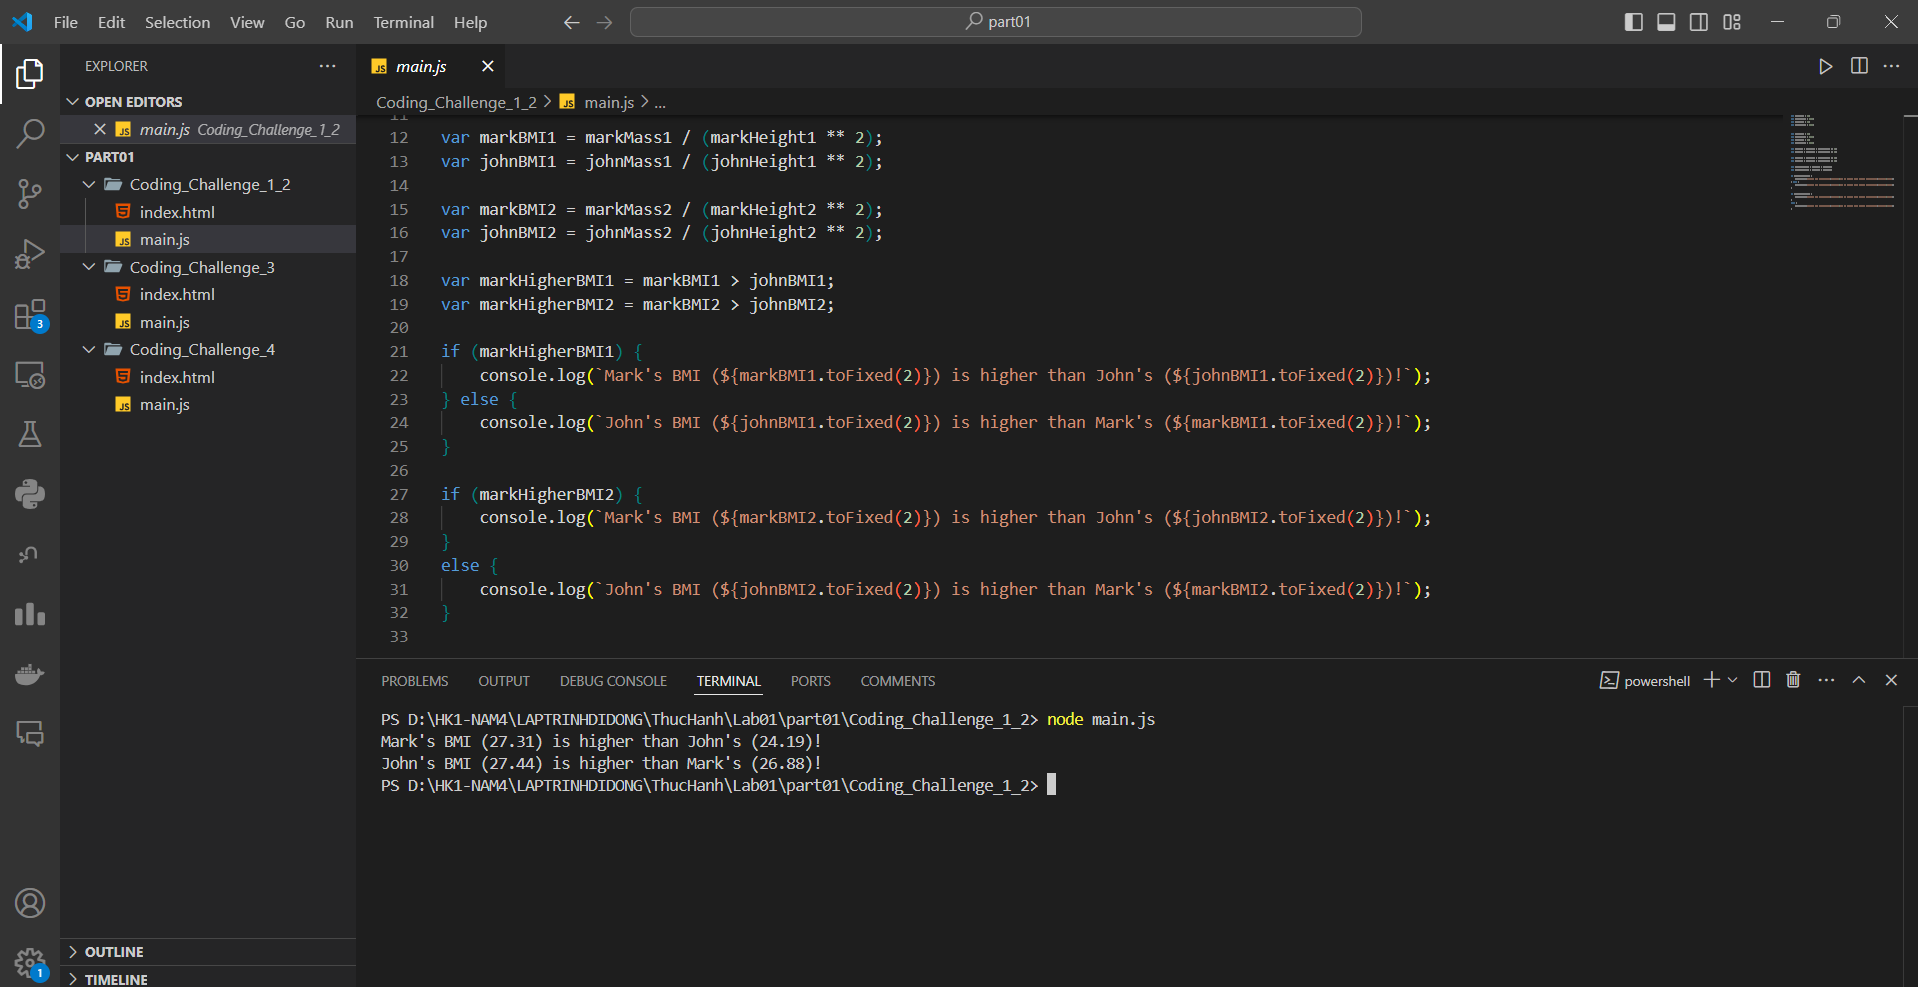 File Edit Selection View Go Run Terminal Help
part01
EXPLORER
OPEN EDITORS
JS main.js Coding_Challenge_1_2
PART01
Coding_Challenge_1_2
index.html
JS main.js
Coding_Challenge_3
index.html
JS main.js
Coding_Challenge_4
index.html
JS main.js
OUTLINE
TIMELINE
3
1
JS main.js
Coding_Challenge_1_2 > JS main.js > ...
11
12 var markBMI1 = markMass1 / (markHeight1 ** 2);
13 var johnBMI1 = johnMass1 / (johnHeight1 ** 2);
14
15 var markBMI2 = markMass2 / (markHeight2 ** 2);
16 var johnBMI2 = johnMass2 / (johnHeight2 ** 2);
17
18 var markHigherBMI1 = markBMI1 > johnBMI1;
19 var markHigherBMI2 = markBMI2 > johnBMI2;
20
21 if (markHigherBMI1) {
22 console.log(`Mark's BMI (${markBMI1.toFixed(2)}) is higher than John's (${johnBMI1.toFixed(2)})!`);
23 } else {
24 console.log(`John's BMI (${johnBMI1.toFixed(2)}) is higher than Mark's (${markBMI1.toFixed(2)})!`);
25 }
26
27 if (markHigherBMI2) {
28 console.log(`Mark's BMI (${markBMI2.toFixed(2)}) is higher than John's (${johnBMI2.toFixed(2)})!`);
29 }
30 else {
31 console.log(`John's BMI (${johnBMI2.toFixed(2)}) is higher than Mark's (${markBMI2.toFixed(2)})!`);
32 }
33
PROBLEMS OUTPUT DEBUG CONSOLE TERMINAL PORTS COMMENTS
powershell
PS D:\HK1-NAM4\LAPTRINHDIDONG\ThucHanh\Lab01\part01\Coding_Challenge_1_2> node main.js
Mark's BMI (27.31) is higher than John's (24.19)!
John's BMI (27.44) is higher than Mark's (26.88)!
PS D:\HK1-NAM4\LAPTRINHDIDONG\ThucHanh\Lab01\part01\Coding_Challenge_1_2>